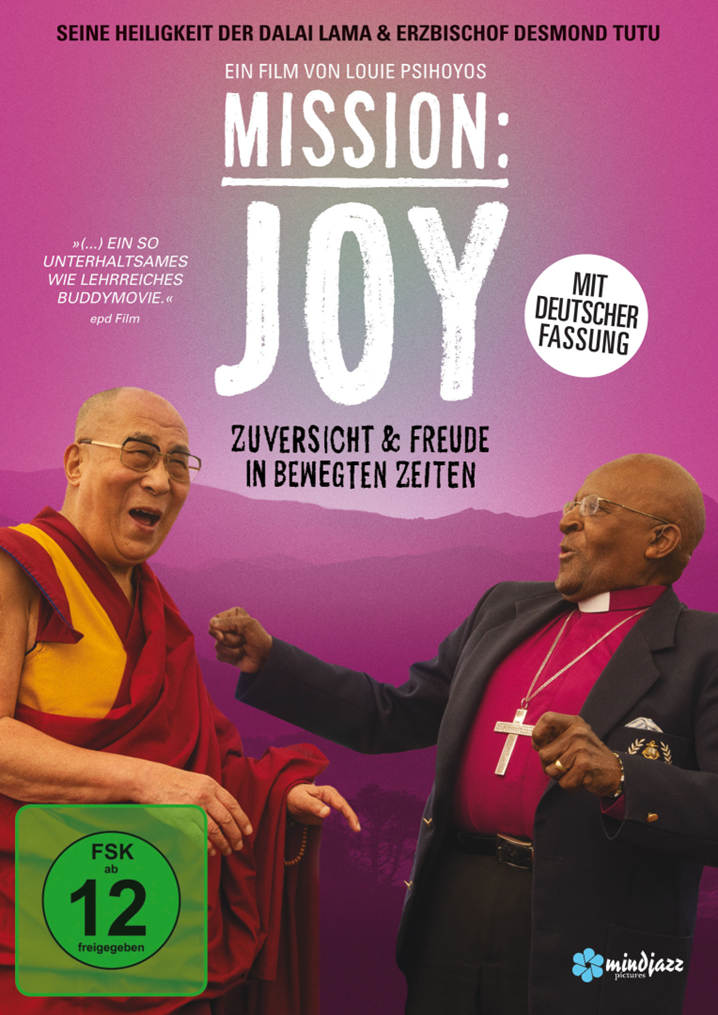 SEINE HEILIGKEIT DER DALAI LAMA & ERZBISCHOF DESMOND TUTU
EIN FILM VON LOUIE PSIHOYOS
MISSION:
JOY
»(...) EIN SO
UNTERHALTSAMES
WIE LEHRREICHES
BUDDYMOVIE.«
epd Film
MIT
DEUTSCHER
FASSUNG
ZUVERSICHT & FREUDE
IN BEWEGTEN ZEITEN
FSK
ab
12
freigegeben
mindjazz
pictures